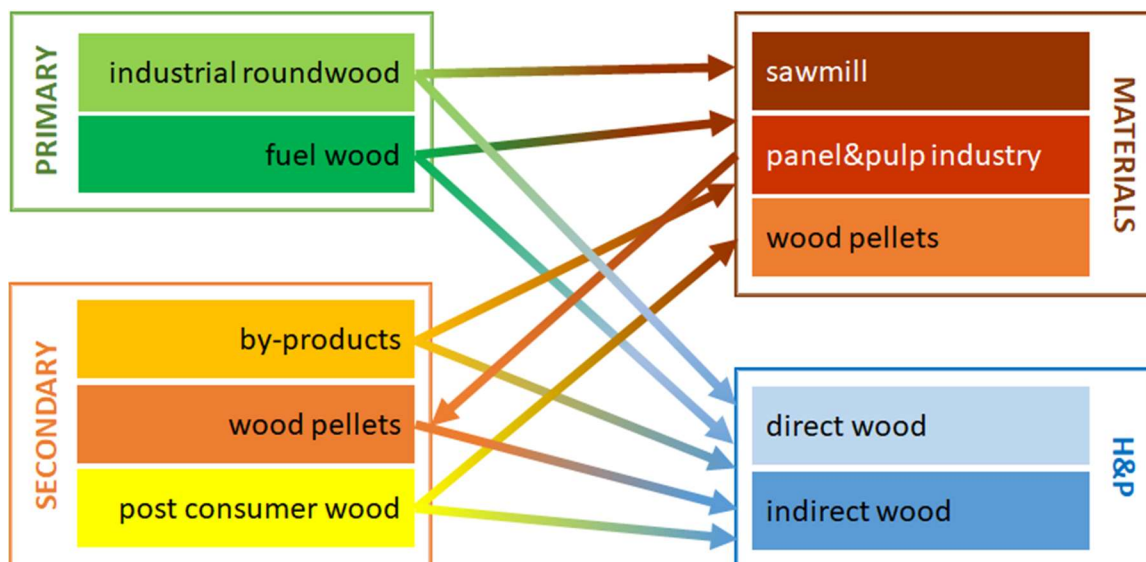 PRIMARY
industrial roundwood
fuel wood
SECONDARY
by-products
wood pellets
post consumer wood
MATERIALS
sawmill
panel&pulp industry
wood pellets
H&P
direct wood
indirect wood